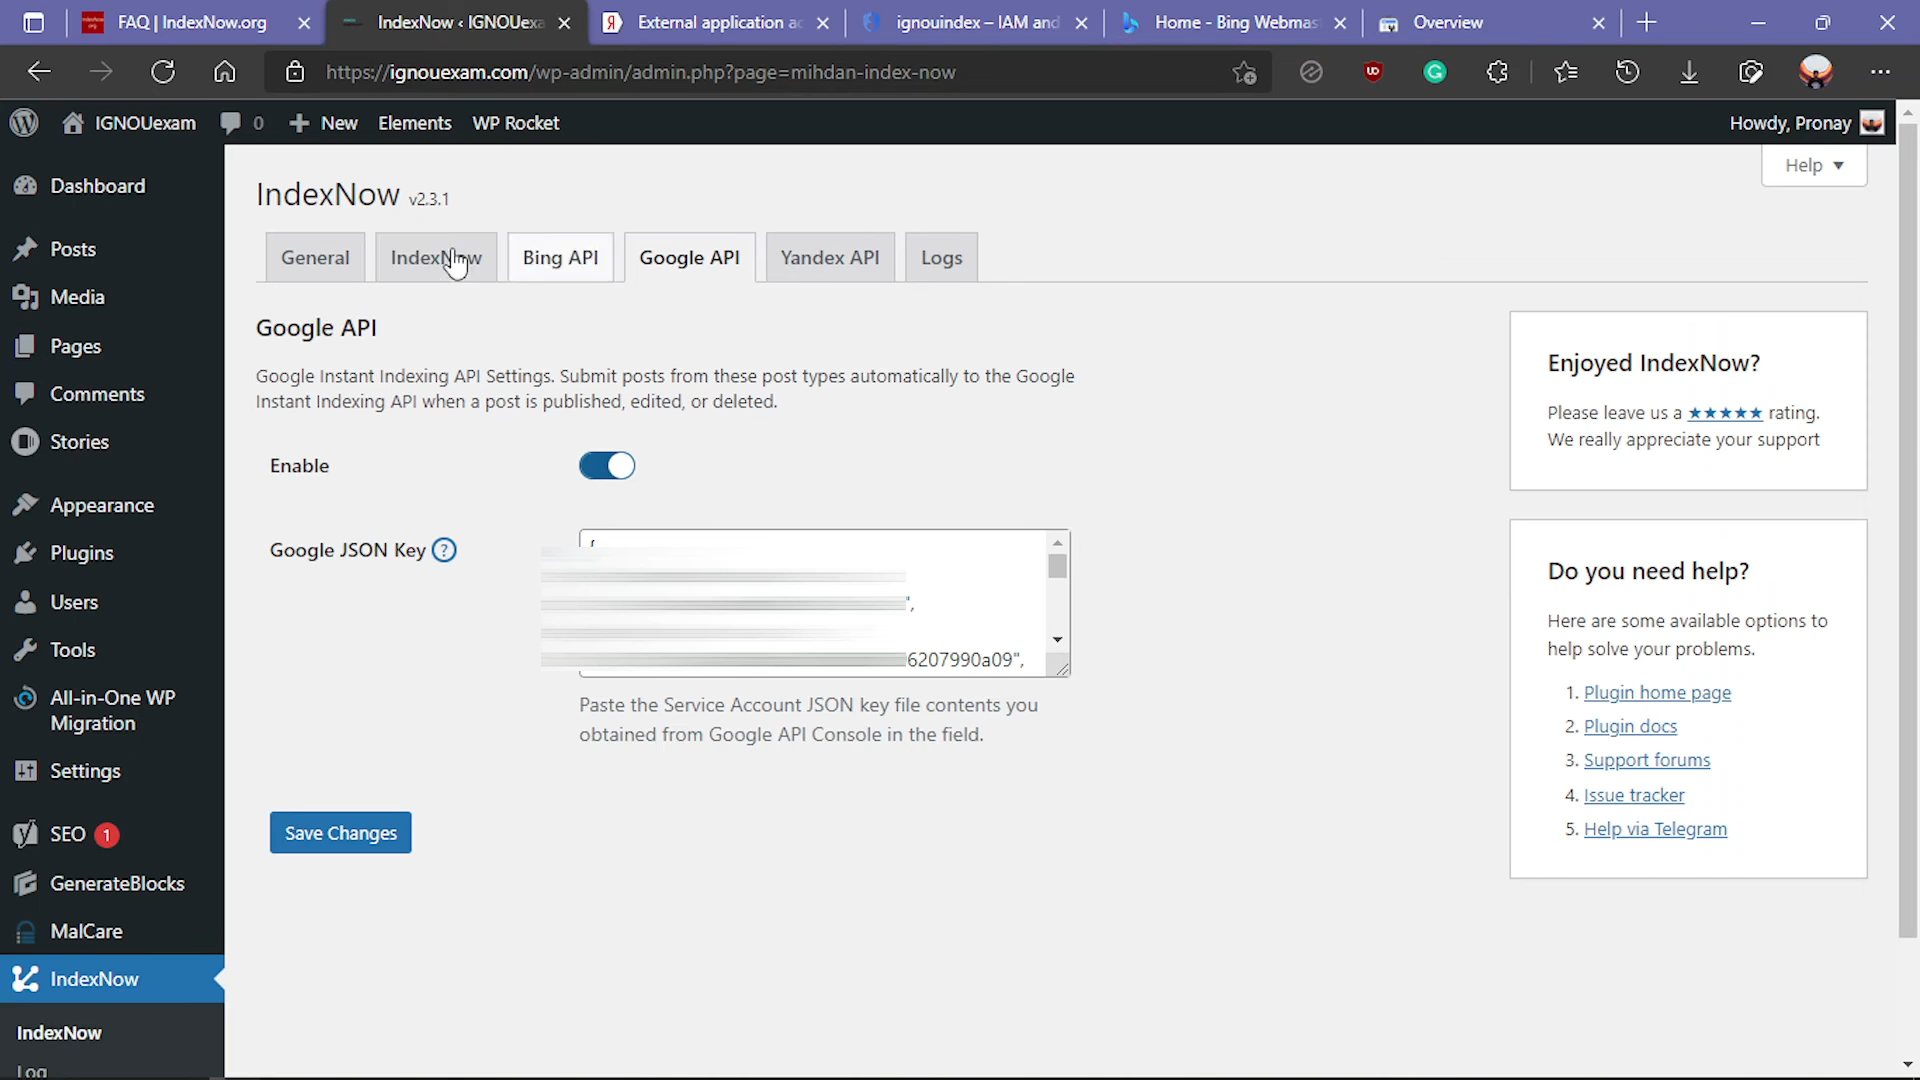 FAQ | IndexNow.org
IndexNow ‹ IGNOUexa
External application ac
ignouindex – IAM and
Home - Bing Webmas
Overview
https://ignouexam.com/wp-admin/admin.php?page=mihdan-index-now
IGNOUexam
0
New
Elements
WP Rocket
Howdy, Pronay
Help
Dashboard
Posts
Media
Pages
Comments
Stories
Appearance
Plugins
Users
Tools
All-in-One WP
Migration
Settings
SEO 1
GenerateBlocks
MalCare
IndexNow
IndexNow
Log
IndexNow v2.3.1
General
IndexNow
Bing API
Google API
Yandex API
Logs
Google API
Google Instant Indexing API Settings. Submit posts from these post types automatically to the Google
Instant Indexing API when a post is published, edited, or deleted.
Enable
Google JSON Key ?
{
",
6207990a09",
Paste the Service Account JSON key file contents you
obtained from Google API Console in the field.
Save Changes
Enjoyed IndexNow?
Please leave us a ★★★★★ rating.
We really appreciate your support
Do you need help?
Here are some available options to
help solve your problems.
1. Plugin home page
2. Plugin docs
3. Support forums
4. Issue tracker
5. Help via Telegram